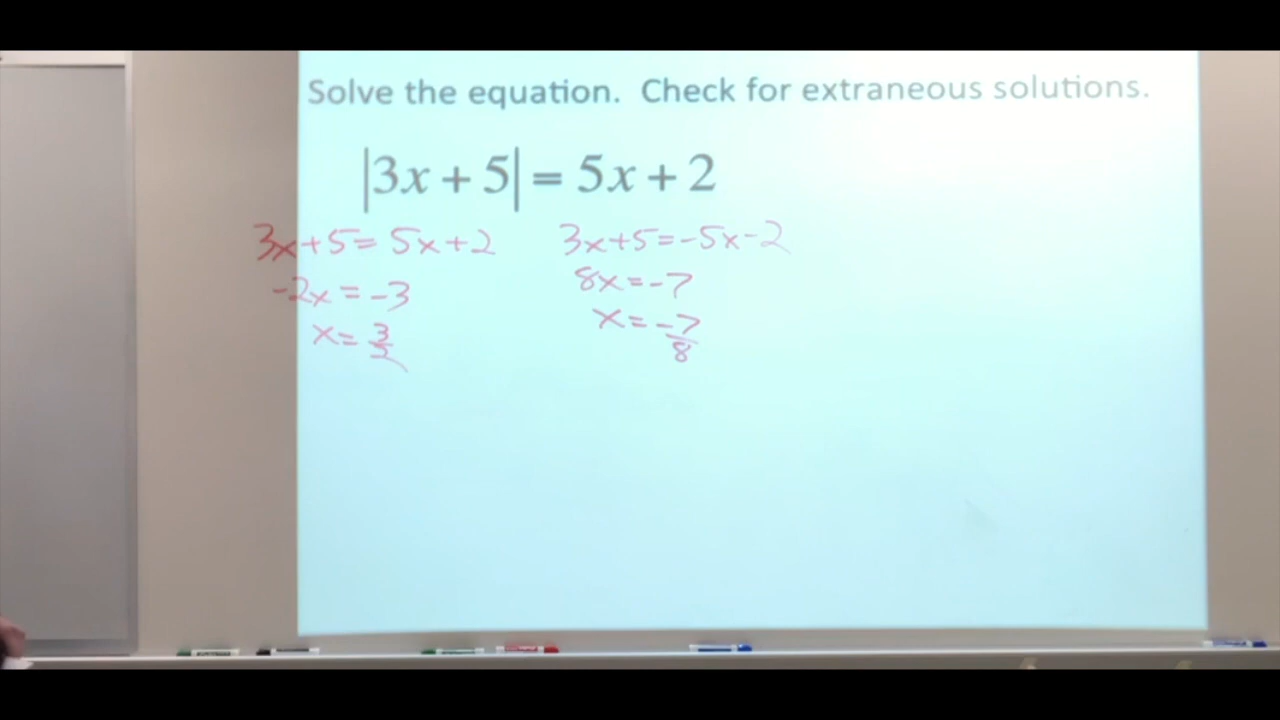 Solve the equation. Check for extraneous solutions.
|3x + 5| = 5x + 2
3x+5=5x+2 3x+5=-5x-2
-2x=-3 8x=-7
x=3/2 x=-7/8